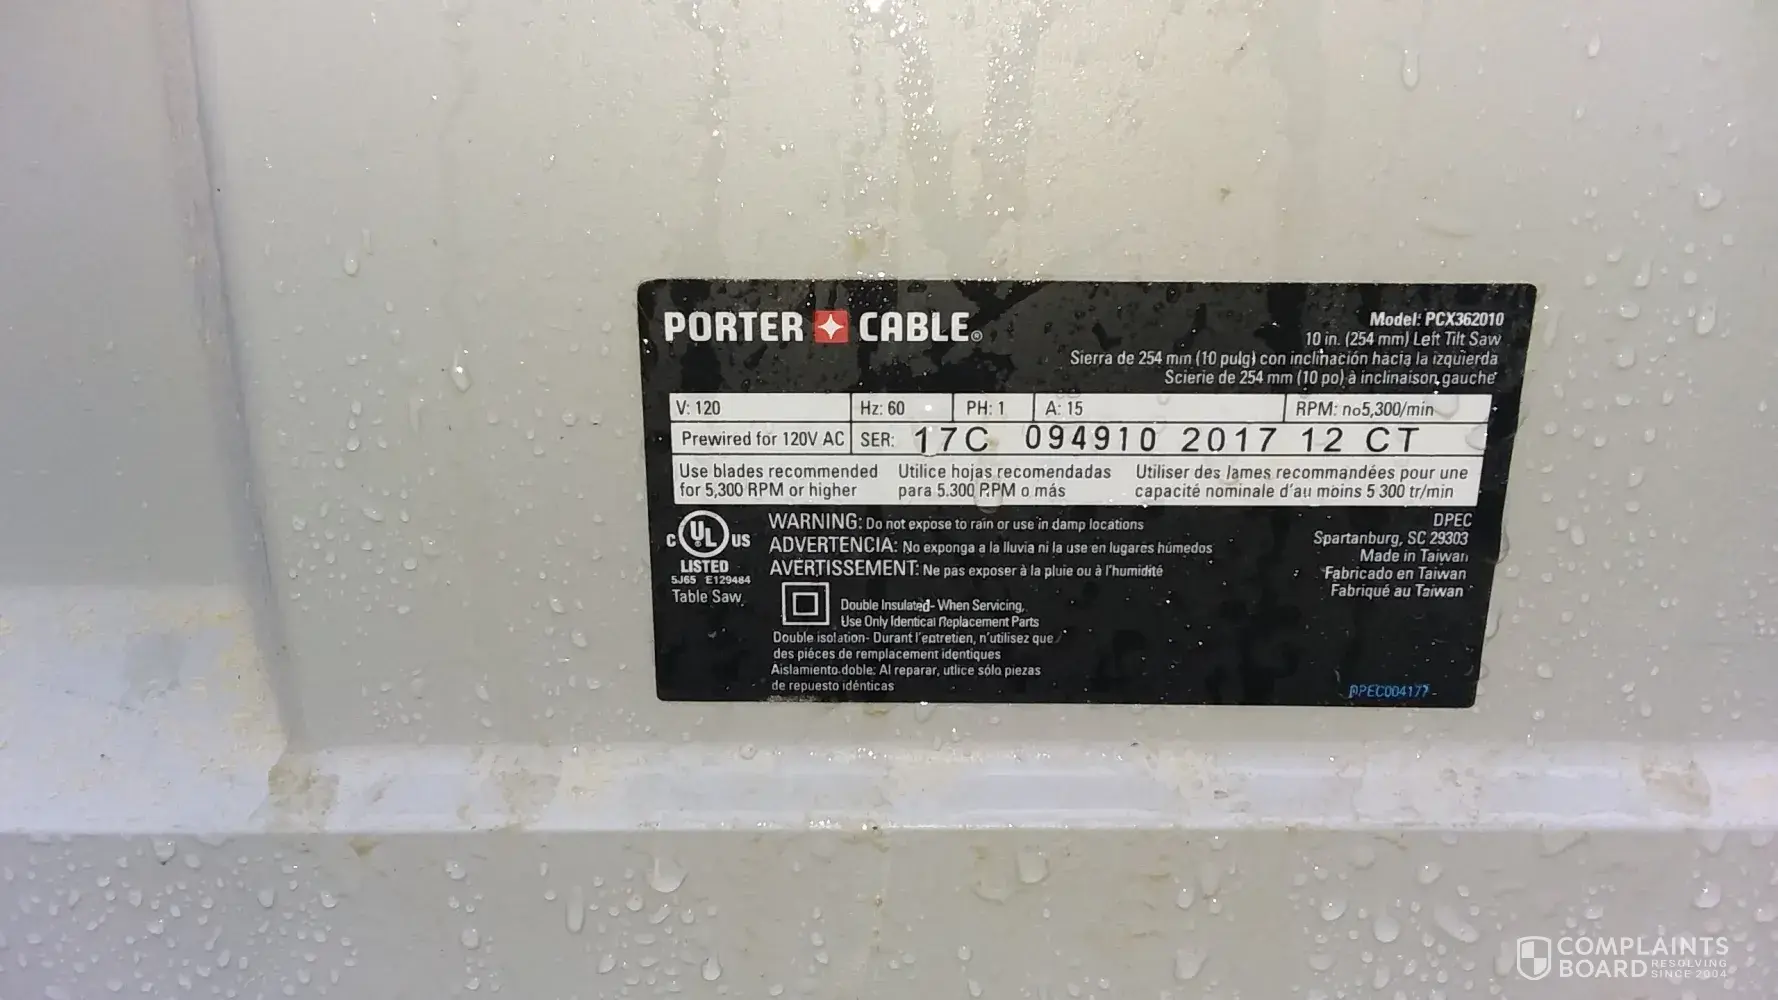 PORTER CABLE®
Model: PCX362010
10 in. (254 mm) Left Tilt Saw
Sierra de 254 mm (10 pulg) con inclinación hacia la izquierda
Scierie de 254 mm (10 po) à inclinaison gauche
V: 120 Hz: 60 PH: 1 A: 15 RPM: no5,300/min
Prewired for 120V AC SER: 17C 094910 2017 12 CT
Use blades recommended
for 5,300 RPM or higher
Utilice hojas recomendadas
para 5.300 RPM o más
Utiliser des lames recommandées pour une
capacité nominale d'au moins 5 300 tr/min
C UL US
LISTED
5J65 E129484
Table Saw
WARNING: Do not expose to rain or use in damp locations
ADVERTENCIA: No exponga a la lluvia ni la use en lugares húmedos
AVERTISSEMENT: Ne pas exposer à la pluie ou à l'humidité
Double Insulated- When Servicing,
Use Only Identical Replacement Parts
Double isolation- Durant l'entretien, n'utilisez que
des piéces de remplacement identiques
Aislamiento doble: Al reparar, utlice sólo piezas
de repuesto idénticas
DPEC
Spartanburg, SC 29303
Made in Taiwan
Fabricado en Taiwan
Fabriqué au Taiwan
DPEC004177
COMPLAINTS
BOARD RESOLVING
SINCE 2004